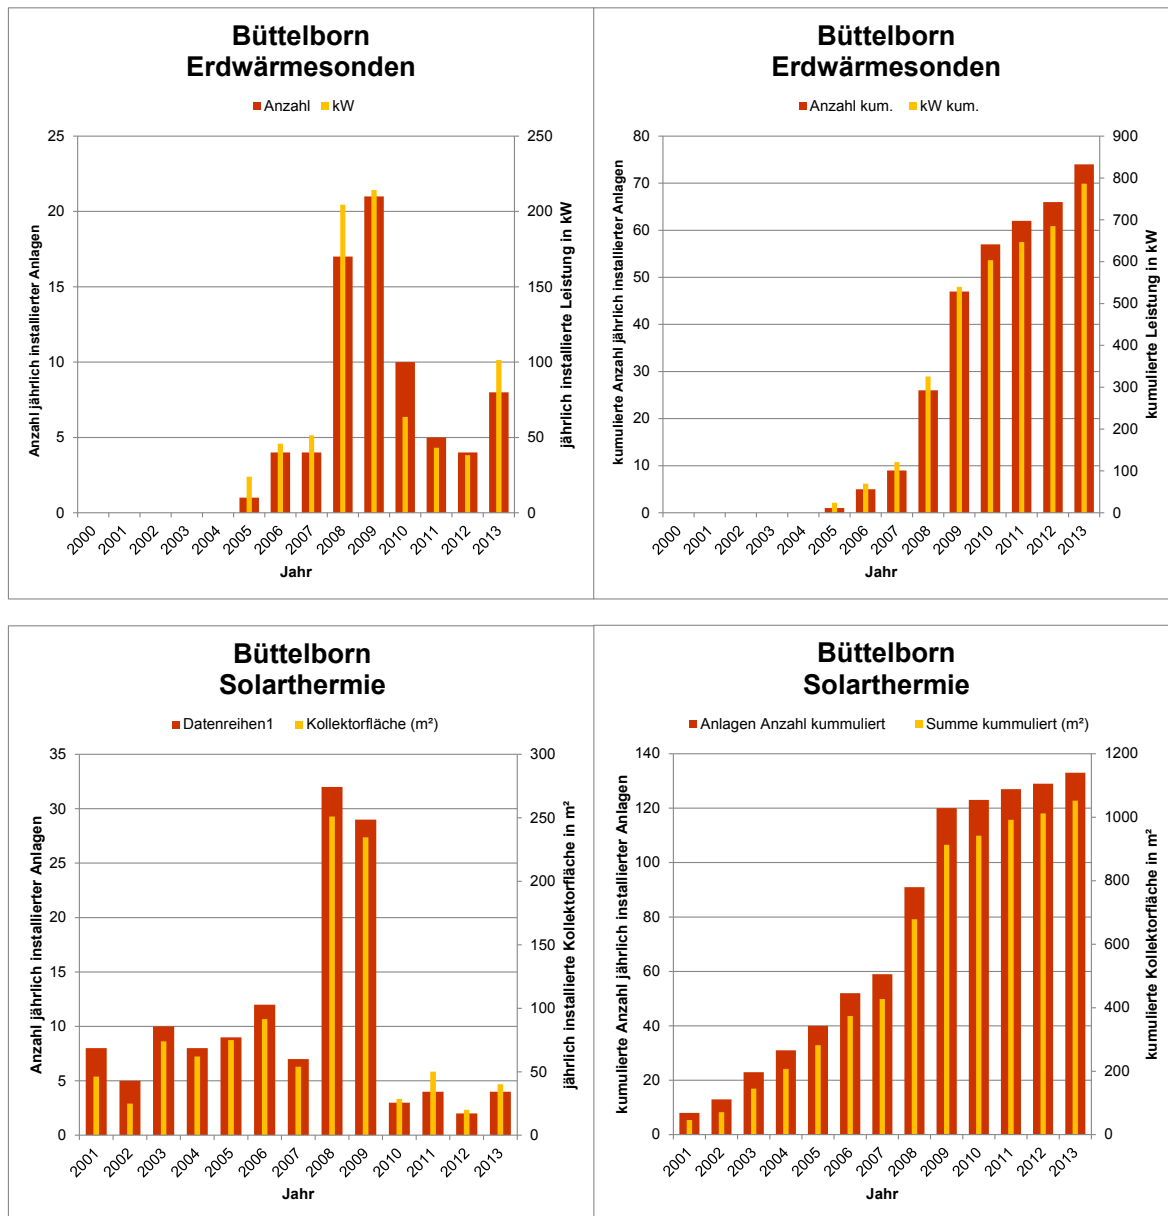 Büttelborn
Erdwärmesonden
Anzahl kW
Anzahl jährlich installierter Anlagen
25
20
15
10
5
0
250
200
150
100
50
0
jährlich installierte Leistung in kW
2000 2001 2002 2003 2004 2005 2006 2007 2008 2009 2010 2011 2012 2013
Jahr
Büttelborn
Erdwärmesonden
Anzahl kum. kW kum.
kumulierte Anzahl jährlich installierter Anlagen
80
70
60
50
40
30
20
10
0
900
800
700
600
500
400
300
200
100
0
kumulierte Leistung in kW
2000 2001 2002 2003 2004 2005 2006 2007 2008 2009 2010 2011 2012 2013
Jahr
Büttelborn
Solarthermie
Datenreihen1 Kollektorfläche (m²)
Anzahl jährlich installierter Anlagen
35
30
25
20
15
10
5
0
300
250
200
150
100
50
0
jährlich installierte Kollektorfläche in m²
2001 2002 2003 2004 2005 2006 2007 2008 2009 2010 2011 2012 2013
Jahr
Büttelborn
Solarthermie
Anlagen Anzahl kummuliert Summe kummuliert (m²)
kumulierte Anzahl jährlich installierter Anlagen
140
120
100
80
60
40
20
0
1200
1000
800
600
400
200
0
kumulierte Kollektorfläche in m²
2001 2002 2003 2004 2005 2006 2007 2008 2009 2010 2011 2012 2013
Jahr